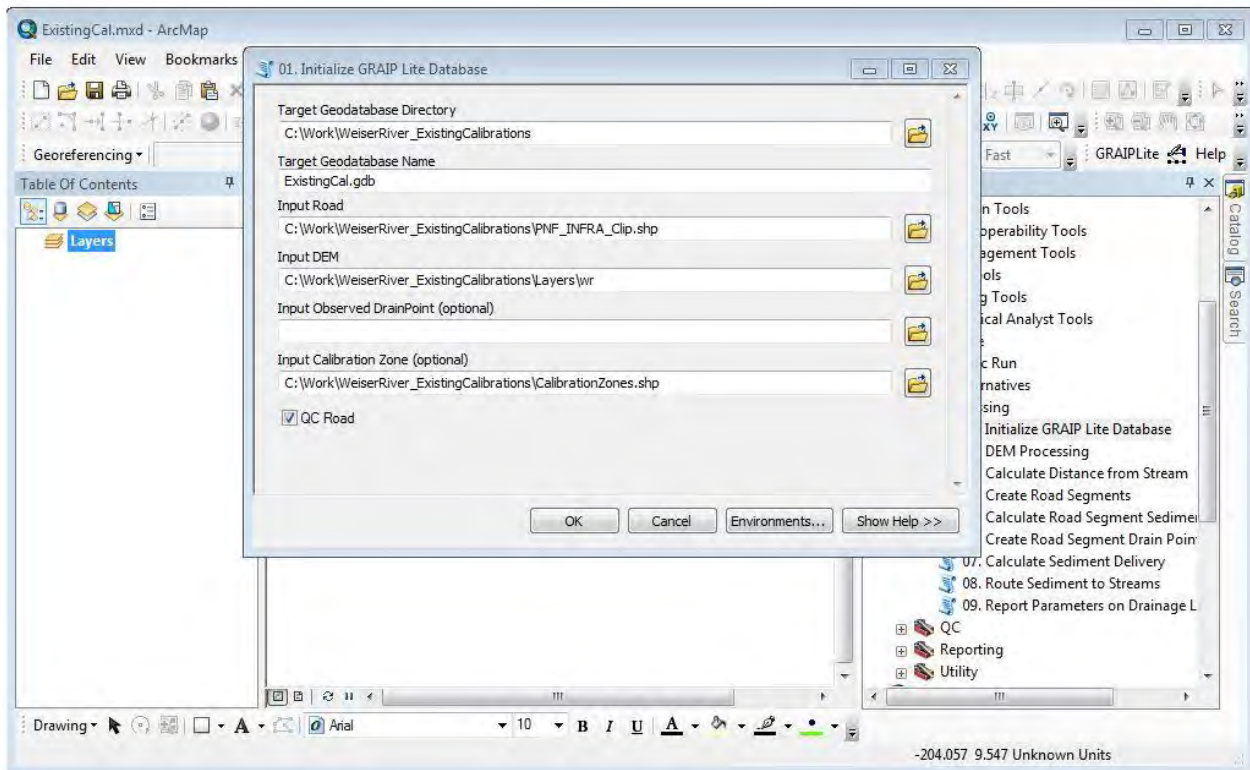 ExistingCal.mxd - ArcMap
File Edit View Bookmarks
Georeferencing
Fast
GRAIPLite Help
Table Of Contents
Layers
01. Initialize GRAIP Lite Database
Target Geodatabase Directory
C:\Work\WeiserRiver_ExistingCalibrations
Target Geodatabase Name
ExistingCal.gdb
Input Road
C:\Work\WeiserRiver_ExistingCalibrations\PNF_INFRA_Clip.shp
Input DEM
C:\Work\WeiserRiver_ExistingCalibrations\Layers\wr
Input Observed DrainPoint (optional)
Input Calibration Zone (optional)
C:\Work\WeiserRiver_ExistingCalibrations\CalibrationZones.shp
QC Road
OK Cancel Environments... Show Help >>
n Tools
operability Tools
agement Tools
ols
g Tools
ical Analyst Tools
c Run
rnatives
sing
Initialize GRAIP Lite Database
DEM Processing
Calculate Distance from Stream
Create Road Segments
Calculate Road Segment Sedimen
Create Road Segment Drain Poin
07. Calculate Sediment Delivery
08. Route Sediment to Streams
09. Report Parameters on Drainage L
QC
Reporting
Utility
Catalog
Search
Drawing A Arial 10 B I U A
-204.057 9.547 Unknown Units